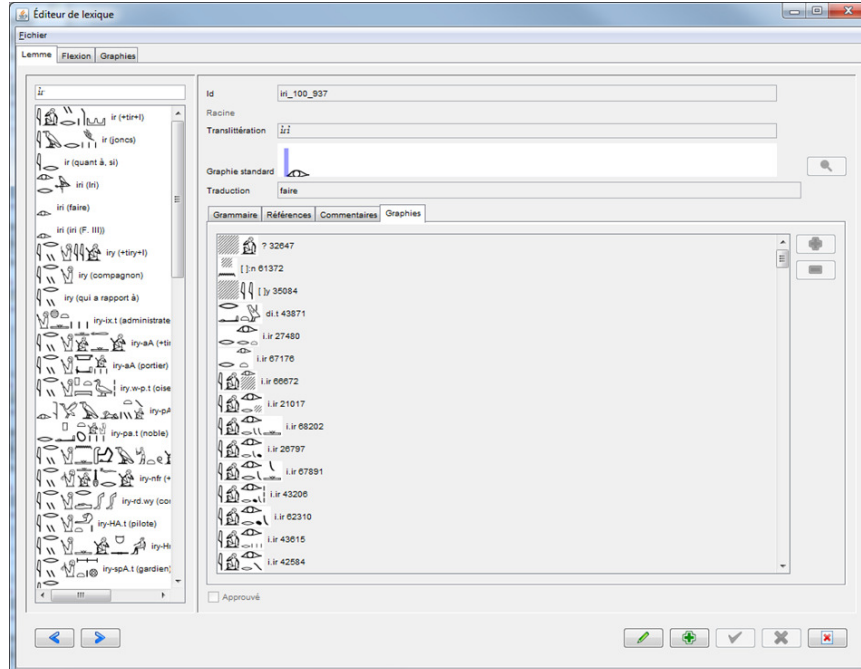 Éditeur de lexique
Fichier
Lemme Flexion Graphies
ir
ir (+tir+l)
ir (joncs)
ir (quant à, si)
iri (Iri)
iri (faire)
iri (iri (F. III))
iry (+tiry+l)
iry (compagnon)
iry (qui a rapport à)
iry-ix.t (administrate
iry-aA (+tir
iry-aA (portier)
iry.w-p.t (oise
iry-pA
iry-pa.t (noble)
iry-nfr (+
iry-rd.wy (cor
iry-HA.t (pilote)
iry-Hr
iry-spA.t (gardien)
Id iri_100_937
Racine
Translittération iri
Graphie standard
Traduction faire
Grammaire Références Commentaires Graphies
? 32647
[ ]:n 61372
[ ]y 35084
di.t 43871
i.ir 27480
i.ir 67176
i.ir 66672
i.ir 21017
i.ir 68202
i.ir 26797
i.ir 67891
i.ir 43206
i.ir 62310
i.ir 43615
i.ir 42584
Approuvé